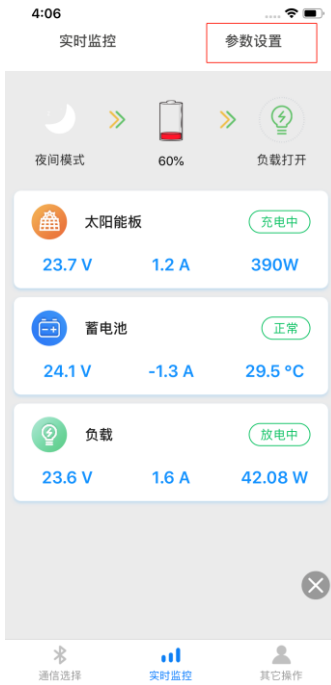 4:06
实时监控 参数设置
夜间模式 60% 负载打开
太阳能板 充电中
23.7 V 1.2 A 390W
蓄电池 正常
24.1 V -1.3 A 29.5 °C
负载 放电中
23.6 V 1.6 A 42.08 W
通信选择 实时监控 其它操作